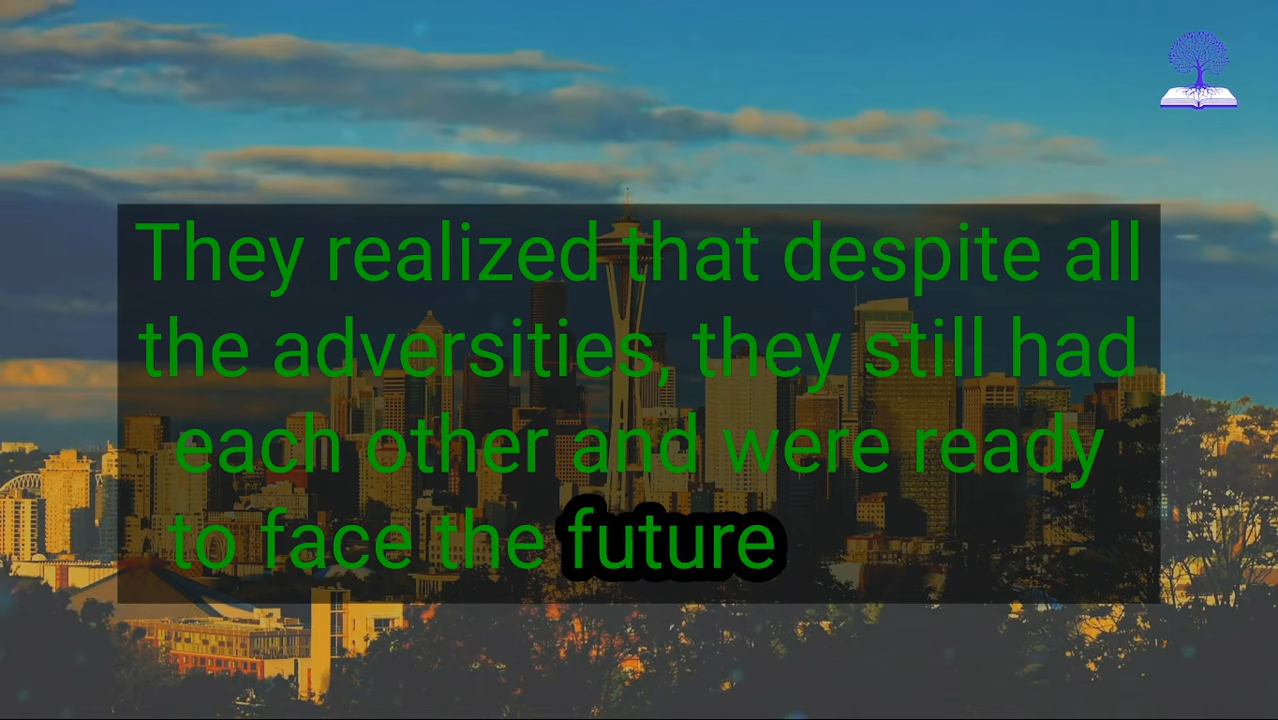 They realized that despite all
the adversities, they still had
each other and were ready
to face the future